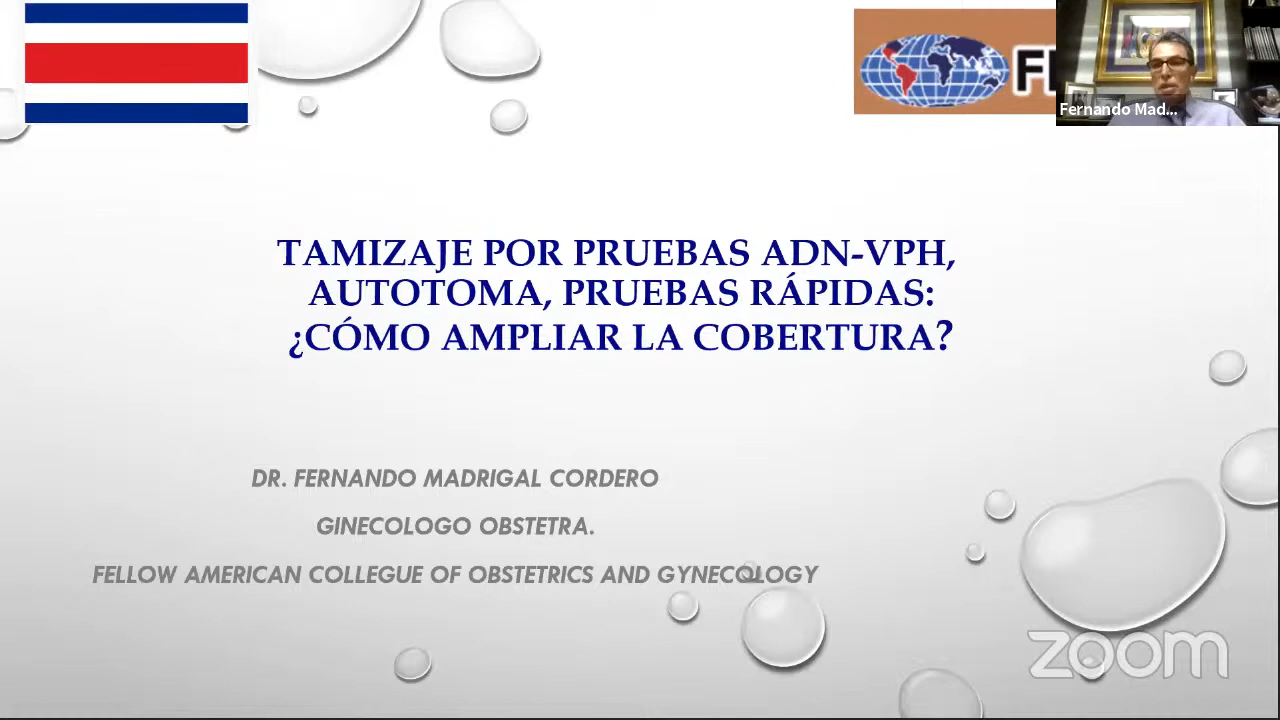 Fernando Mad...
TAMIZAJE POR PRUEBAS ADN-VPH,
AUTOTOMA, PRUEBAS RÁPIDAS:
¿CÓMO AMPLIAR LA COBERTURA?
DR. FERNANDO MADRIGAL CORDERO
GINECOLOGO OBSTETRA.
FELLOW AMERICAN COLLEGUE OF OBSTETRICS AND GYNECOLOGY
zoom